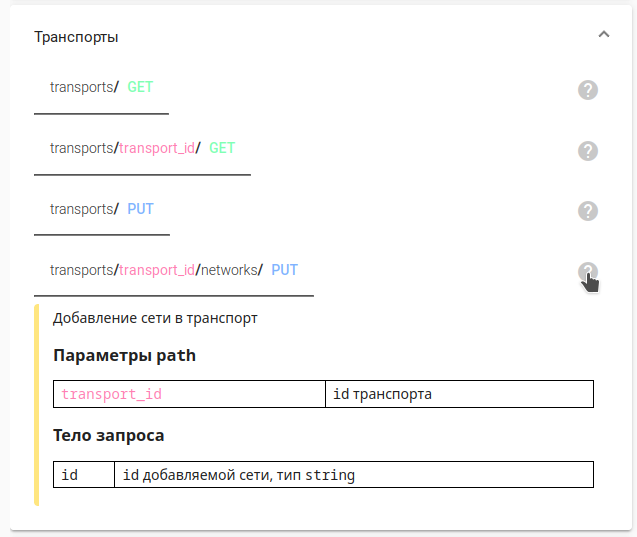 Транспорты
transports/ GET
transports/transport_id/ GET
transports/ PUT
transports/transport_id/networks/ PUT
Добавление сети в транспорт
Параметры path
transport_id id транспорта
Тело запроса
id id добавляемой сети, тип string